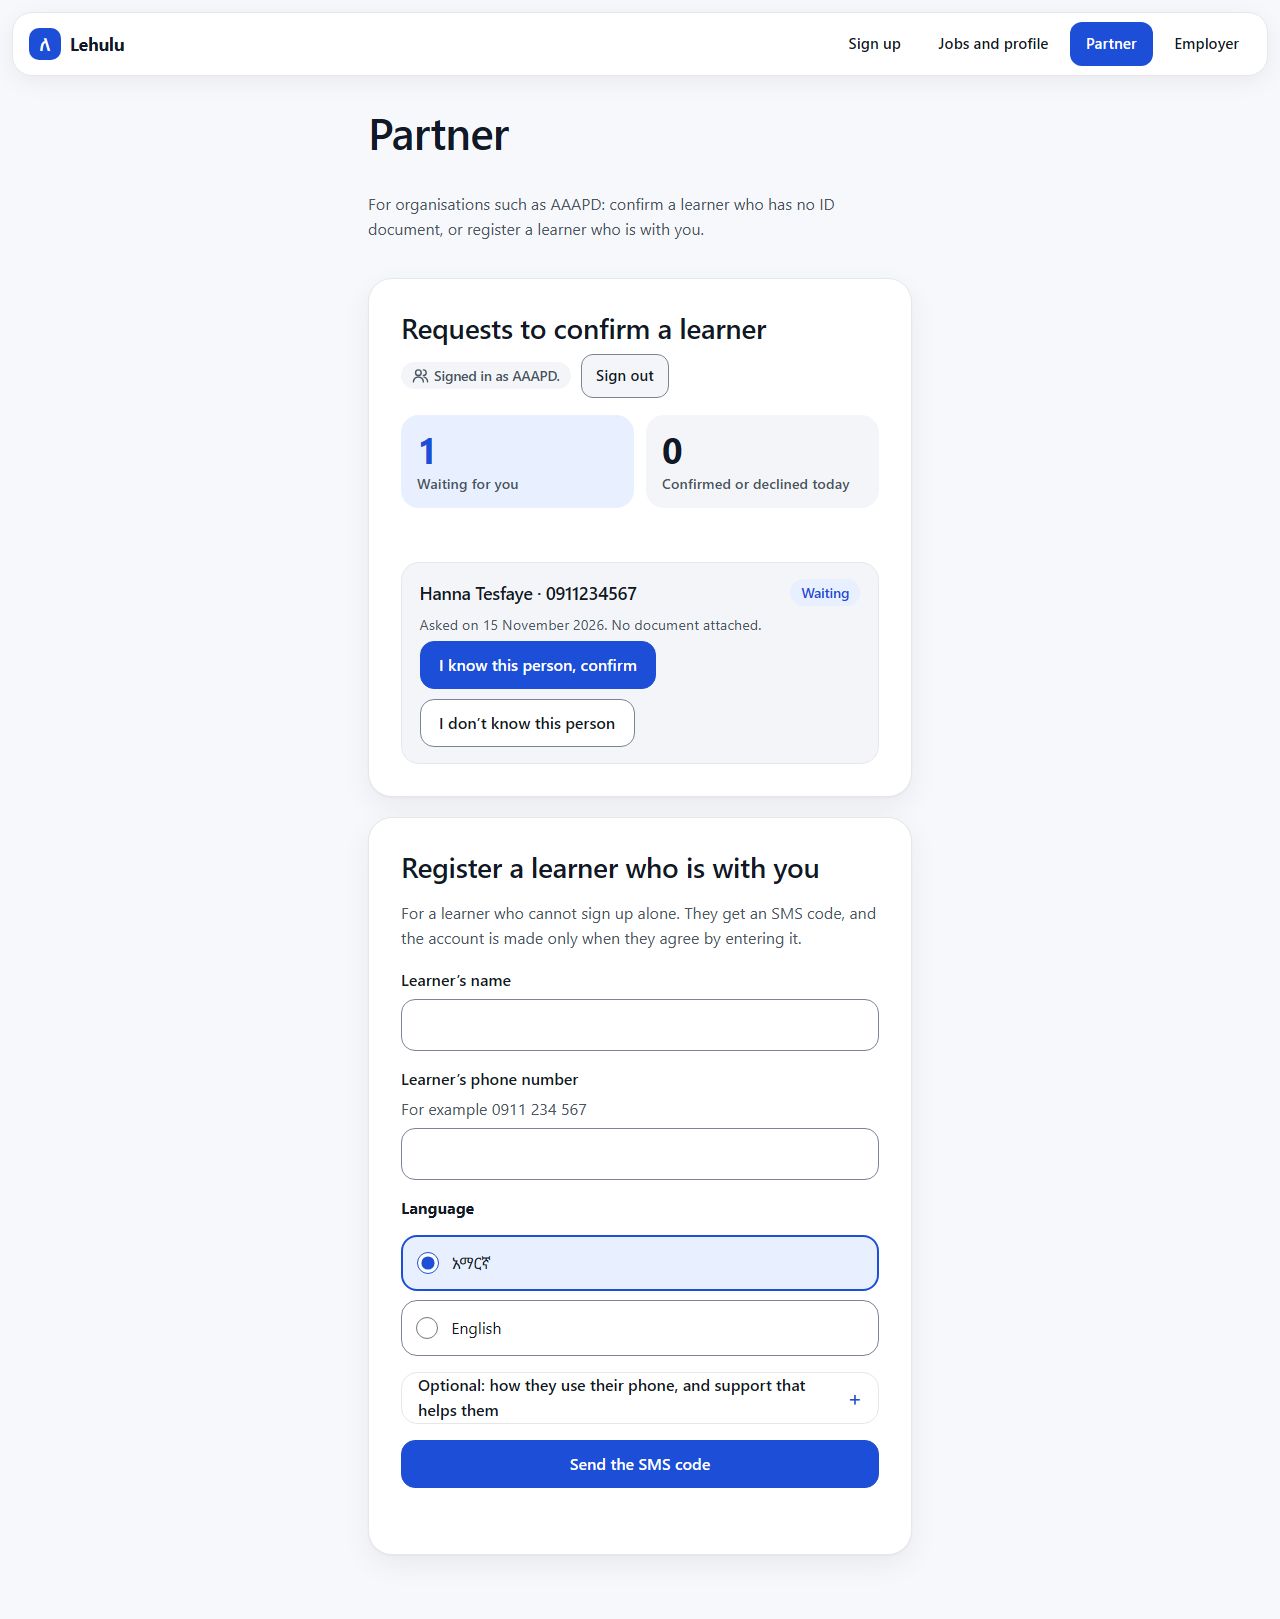 ለ Lehulu
Sign up
Jobs and profile
Partner
Employer
Partner
For organisations such as AAAPD: confirm a learner who has no ID
document, or register a learner who is with you.
Requests to confirm a learner
Signed in as AAAPD.
Sign out
1
Waiting for you
0
Confirmed or declined today
Hanna Tesfaye · 0911234567
Waiting
Asked on 15 November 2026. No document attached.
I know this person, confirm
I don’t know this person
Register a learner who is with you
For a learner who cannot sign up alone. They get an SMS code, and
the account is made only when they agree by entering it.
Learner’s name
Learner’s phone number
For example 0911 234 567
Language
አማርኛ
English
Optional: how they use their phone, and support that
helps them
+
Send the SMS code